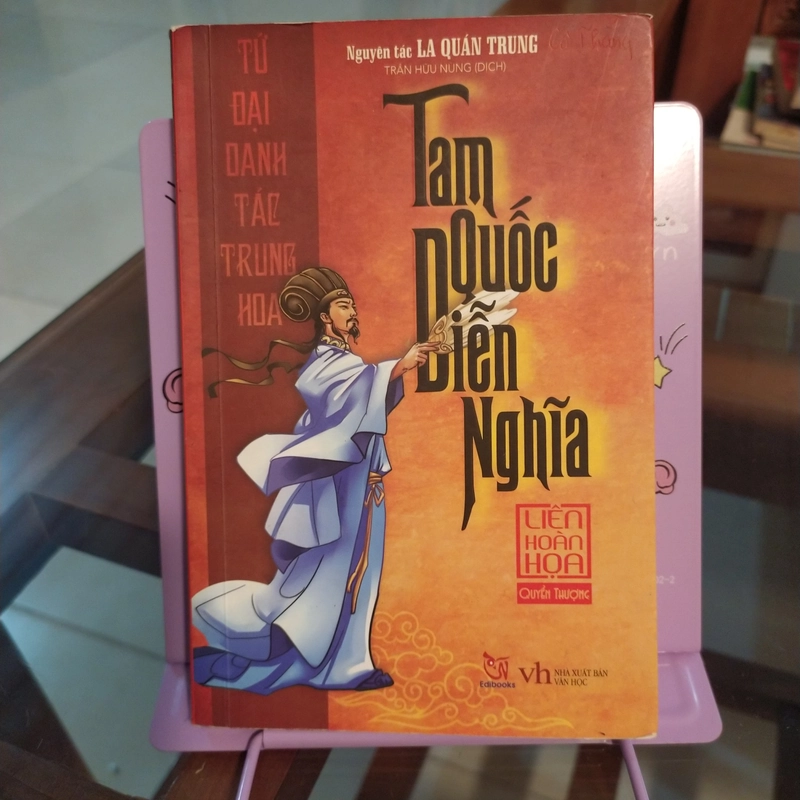 Nguyên tác LA QUÁN TRUNG
TRẦN HỮU NÙNG (DỊCH)
TỨ
ĐẠI
DANH
TÁC
TRUNG
HOA
Tam
Quốc
Diễn
Nghĩa
LIÊN
HOÀN
HỌA
QUYỂN THƯỢNG
Edibooks
vh NHÀ XUẤT BẢN
VĂN HỌC